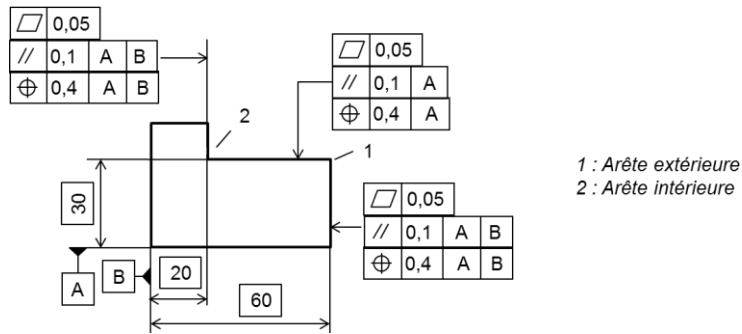 ⏥ 0,05
// 0,1 A B
⌖ 0,4 A B
⏥ 0,05
// 0,1 A
⌖ 0,4 A
2
1
1 : Arête extérieure
2 : Arête intérieure
30
⏥ 0,05
// 0,1 A B
⌖ 0,4 A B
A
B
20
60